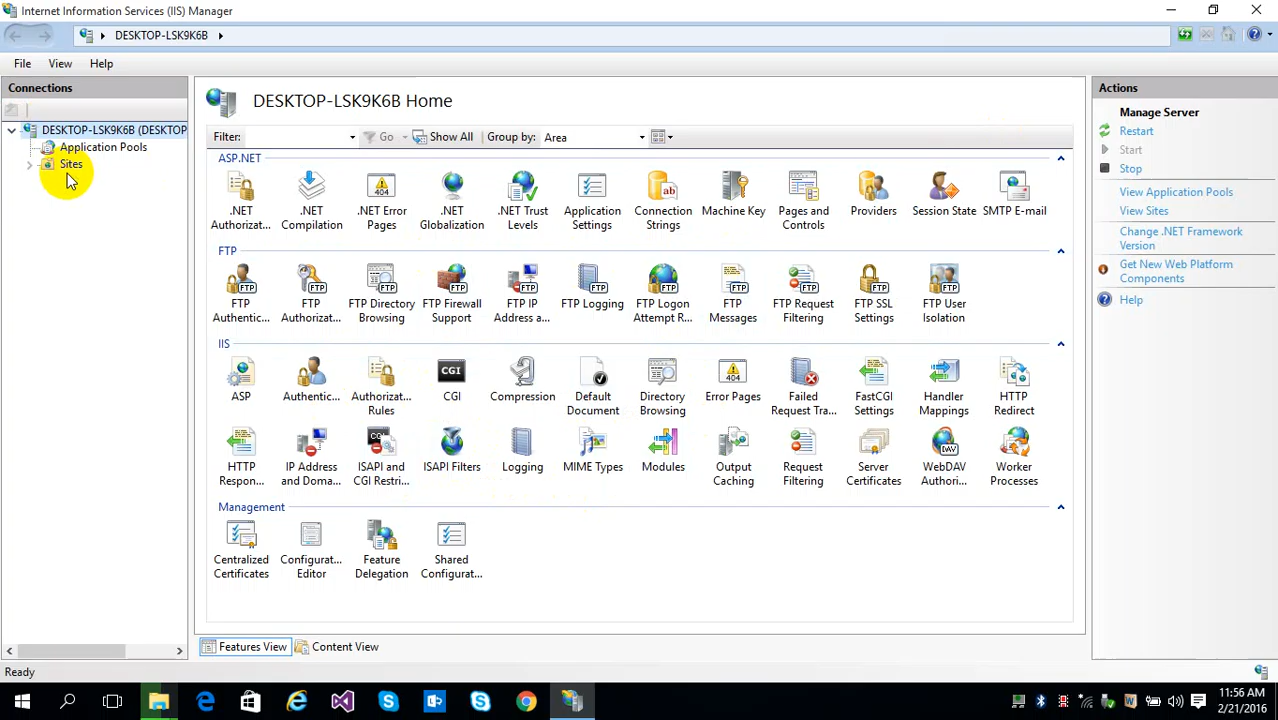 Internet Information Services (IIS) Manager
DESKTOP-LSK9K6B
File View Help
Connections
DESKTOP-LSK9K6B (DESKTOP
Application Pools
Sites
DESKTOP-LSK9K6B Home
Filter: Go Show All Group by: Area
ASP.NET
.NET Authorizat...
.NET Compilation
.NET Error Pages
.NET Globalization
.NET Trust Levels
Application Settings
Connection Strings
Machine Key
Pages and Controls
Providers
Session State
SMTP E-mail
FTP
FTP Authentic...
FTP Authorizat...
FTP Directory Browsing
FTP Firewall Support
FTP IP Address a...
FTP Logging
FTP Logon Attempt R...
FTP Messages
FTP Request Filtering
FTP SSL Settings
FTP User Isolation
IIS
ASP
Authentic...
Authorizat... Rules
CGI
Compression
Default Document
Directory Browsing
Error Pages
Failed Request Tra...
FastCGI Settings
Handler Mappings
HTTP Redirect
HTTP Respon...
IP Address and Doma...
ISAPI and CGI Restri...
ISAPI Filters
Logging
MIME Types
Modules
Output Caching
Request Filtering
Server Certificates
WebDAV Authori...
Worker Processes
Management
Centralized Certificates
Configurat... Editor
Feature Delegation
Shared Configurat...
Features View
Content View
Actions
Manage Server
Restart
Start
Stop
View Application Pools
View Sites
Change .NET Framework
Version
Get New Web Platform
Components
Help
Ready
11:56 AM
2/21/2016